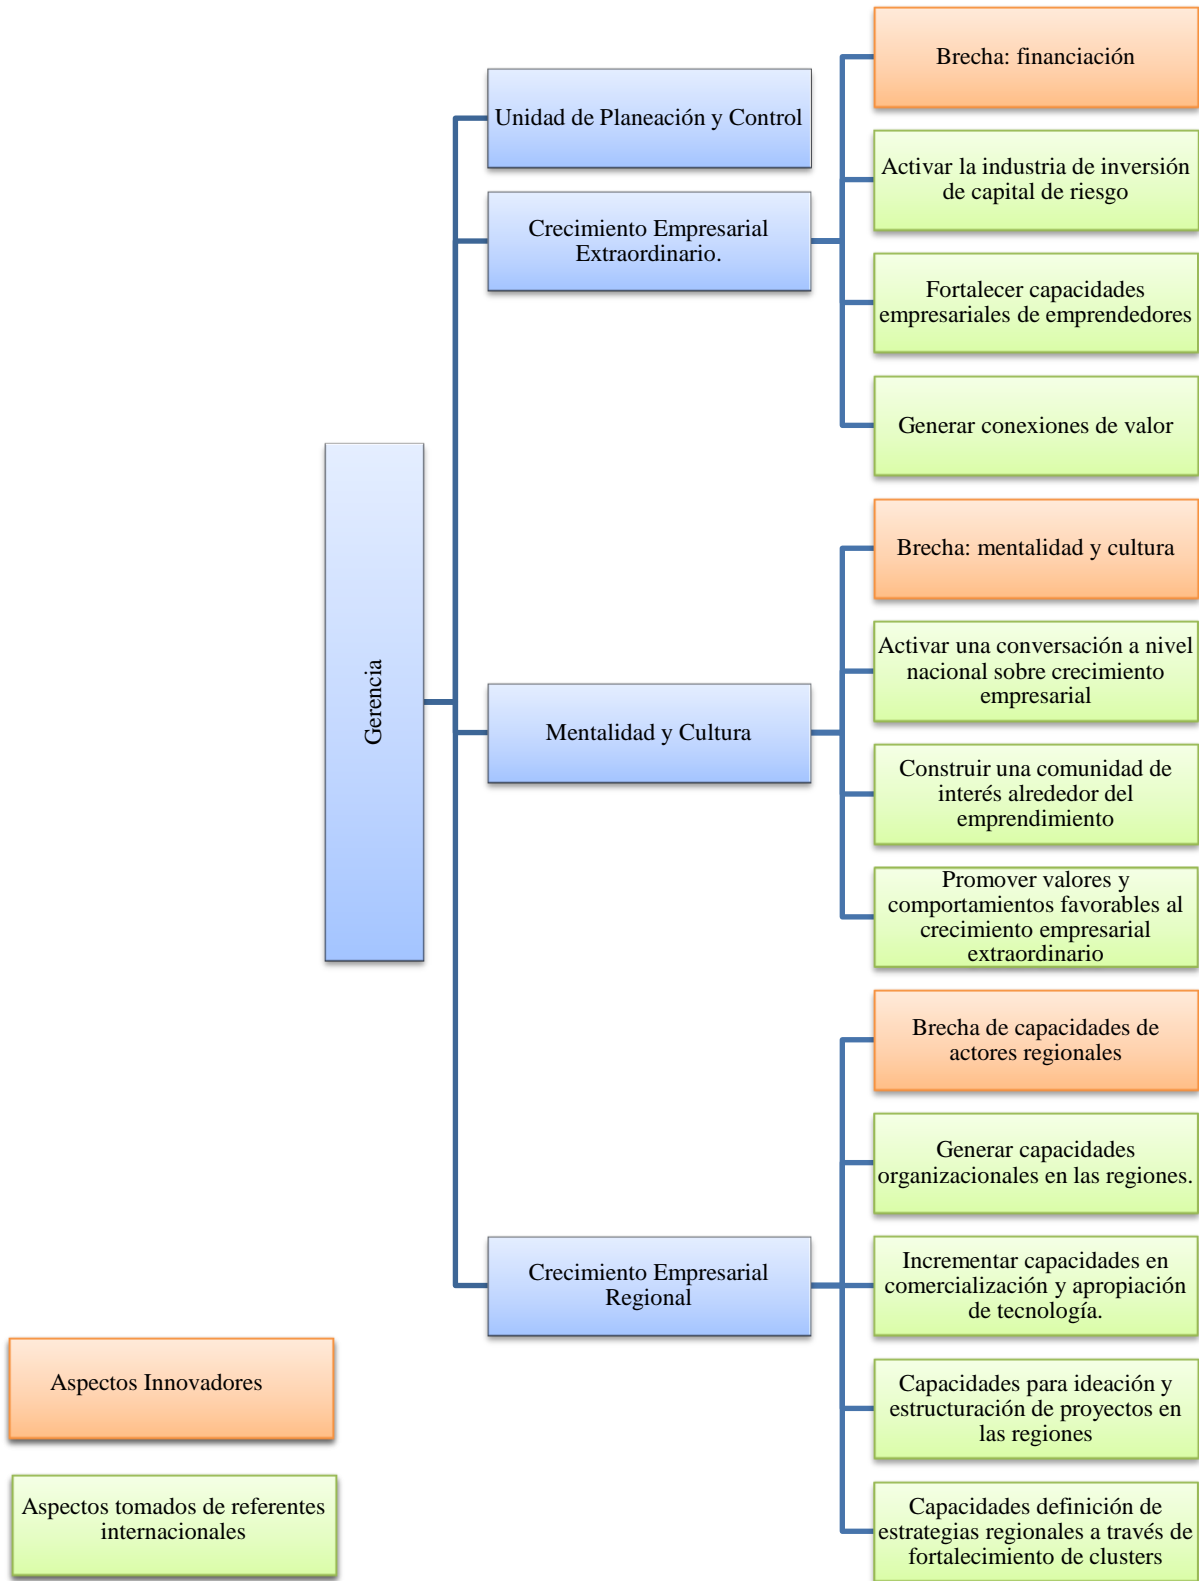 Gerencia
Unidad de Planeación y Control
Crecimiento Empresarial
Extraordinario.
Brecha: financiación
Activar la industria de inversión
de capital de riesgo
Fortalecer capacidades
empresariales de emprendedores
Generar conexiones de valor
Mentalidad y Cultura
Brecha: mentalidad y cultura
Activar una conversación a nivel
nacional sobre crecimiento
empresarial
Construir una comunidad de
interés alrededor del
emprendimiento
Promover valores y
comportamientos favorables al
crecimiento empresarial
extraordinario
Crecimiento Empresarial
Regional
Brecha de capacidades de
actores regionales
Generar capacidades
organizacionales en las regiones.
Incrementar capacidades en
comercialización y apropiación
de tecnología.
Capacidades para ideación y
estructuración de proyectos en
las regiones
Capacidades definición de
estrategias regionales a través de
fortalecimiento de clusters
Aspectos Innovadores
Aspectos tomados de referentes
internacionales